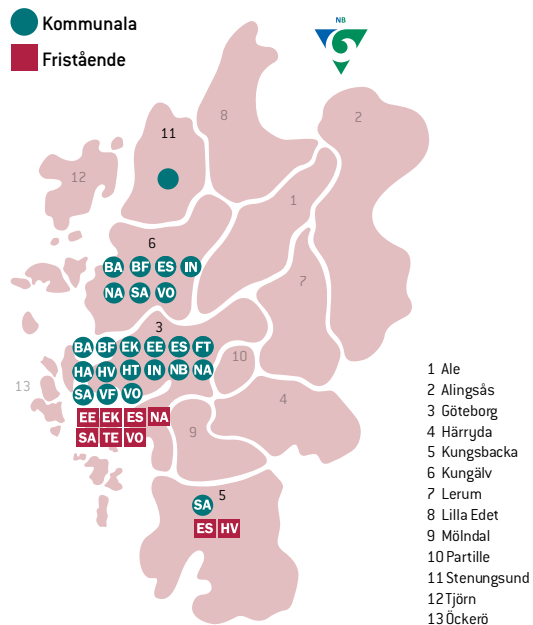 NB
Kommunala
Fristående
8
2
11
12
1
6
BA BF ES IN
NA SA VO
7
3
BA BF EK EE ES FT
10
HA HV HT IN NB NA
13
SA VF VO
4
EE EK ES NA
9
SA TE VO
5
SA
ES HV
1 Ale
2 Alingsås
3 Göteborg
4 Härryda
5 Kungsbacka
6 Kungälv
7 Lerum
8 Lilla Edet
9 Mölndal
10 Partille
11 Stenungsund
12 Tjörn
13 Öckerö